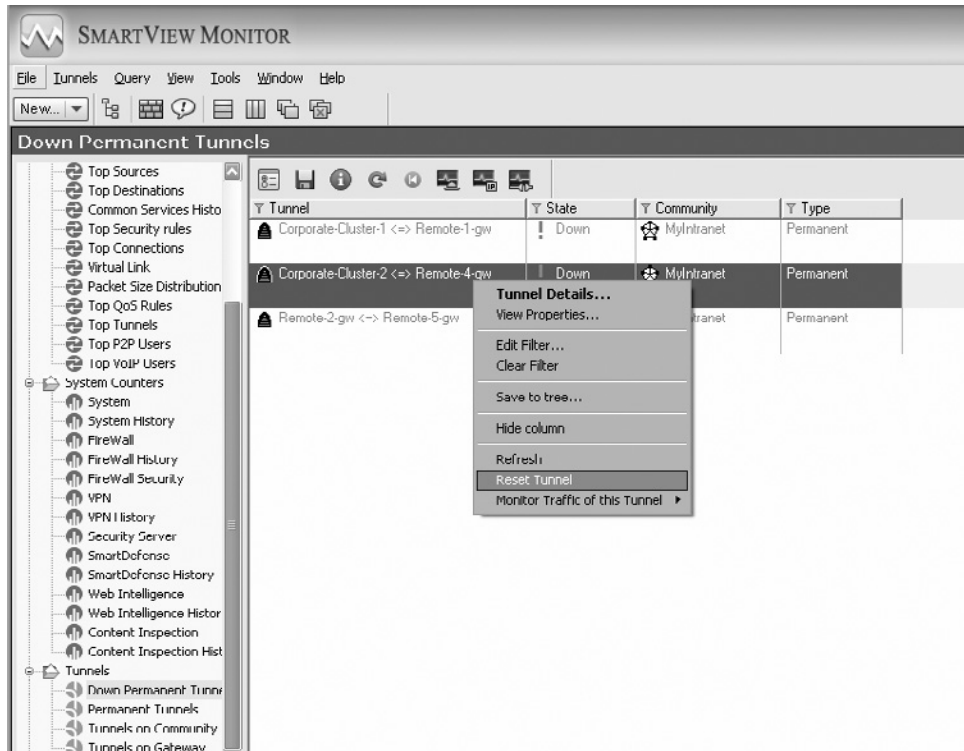 SMARTVIEW MONITOR
File Tunnels Query View Tools Window Help
New...
Down Permanent Tunnels
Top Sources
Top Destinations
Common Services Histo
Top Security rules
Top Connections
Virtual Link
Packet Size Distribution
Top QoS Rules
Top Tunnels
Top P2P Users
Top VoIP Users
System Counters
System
System History
FireWall
FireWall History
FireWall Security
VPN
VPN History
Security Server
SmartDefense
SmartDefense History
Web Intelligence
Web Intelligence Histor
Content Inspection
Content Inspection Hist
Tunnels
Down Permanent Tunne
Permanent Tunnels
Tunnels on Community
Tunnels on Gateway
IP
Tunnel State Community Type
Corporate-Cluster-1 <=> Remote-1-gw ! Down MyIntranet Permanent
Corporate-Cluster-2 <=> Remote-4-gw ! Down MyIntranet Permanent
Remote-2-gw <=> Remote-5-gw tranet Permanent
Tunnel Details...
View Properties...
Edit Filter...
Clear Filter
Save to tree...
Hide column
Refresh
Reset Tunnel
Monitor Traffic of this Tunnel